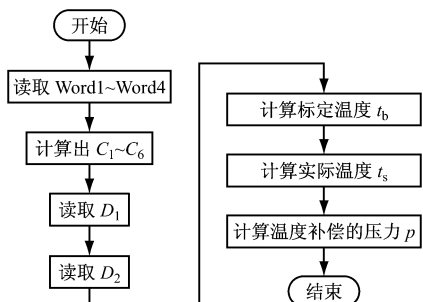 开始
读取 Word1~Word4
计算出 C₁~C₆
读取 D₁
读取 D₂
计算标定温度 t_b
计算实际温度 t_s
计算温度补偿的压力 p
结束